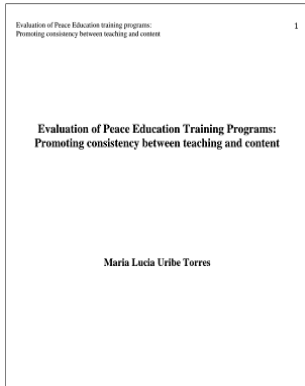 Evaluation of Peace Education training programs:
Promoting consistency between teaching and content
1
Evaluation of Peace Education Training Programs:
Promoting consistency between teaching and content
Maria Lucia Uribe Torres